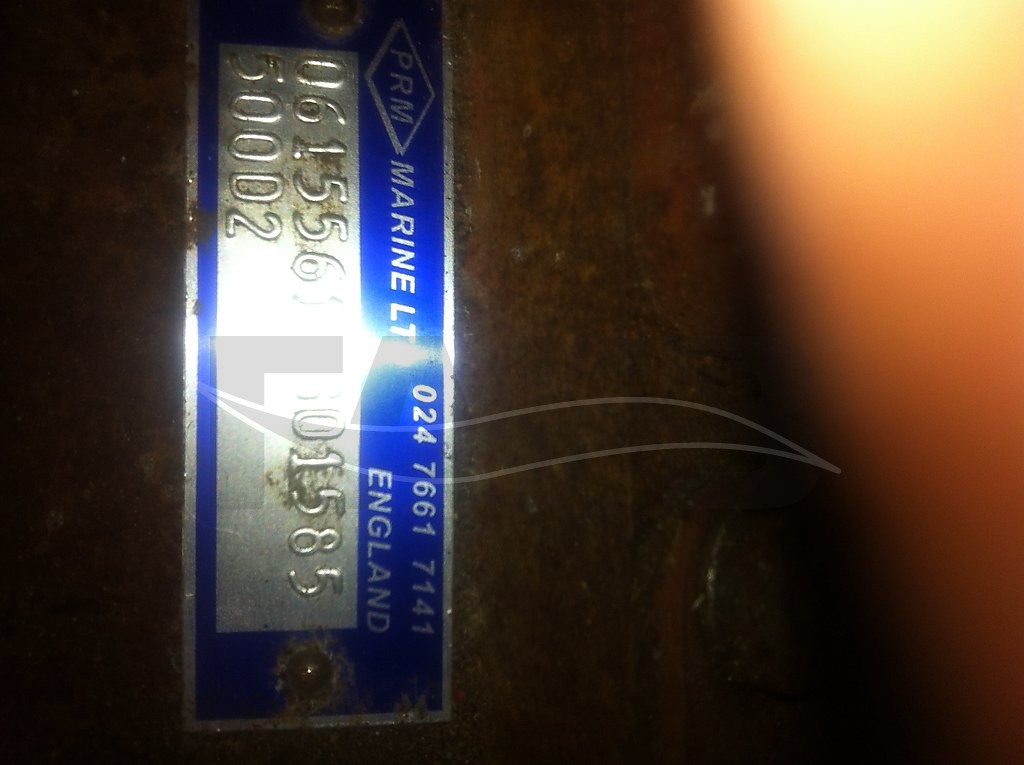 PRM MARINE LT 024 7661 7141
ENGLAND
061556 01585
50002